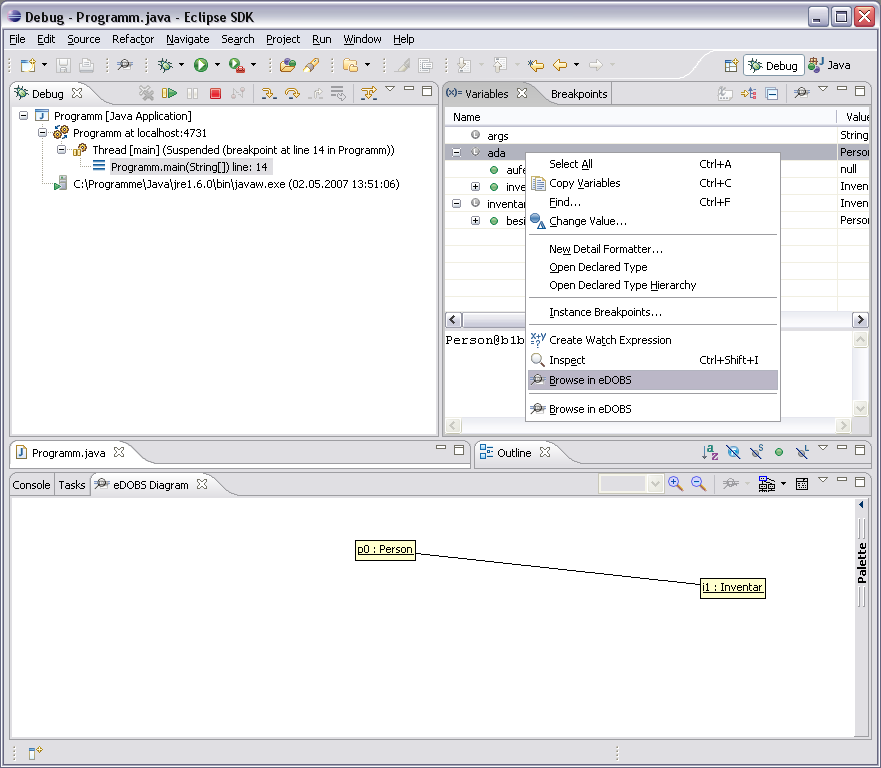 Debug - Programm.java - Eclipse SDK
File Edit Source Refactor Navigate Search Project Run Window Help
Debug Java
Debug
Programm [Java Application]
Programm at localhost:4731
Thread [main] (Suspended (breakpoint at line 14 in Programm))
Programm.main(String[]) line: 14
C:\Programme\Java\jre1.6.0\bin\javaw.exe (02.05.2007 13:51:06)
(x)= Variables Breakpoints
Name Value
args String
ada Person
aufe null
inve Inven
inventar Inven
besi Person
Person@b1b
Select All Ctrl+A
Copy Variables Ctrl+C
Find... Ctrl+F
Change Value...
New Detail Formatter...
Open Declared Type
Open Declared Type Hierarchy
Instance Breakpoints...
Create Watch Expression
Inspect Ctrl+Shift+I
Browse in eDOBS
Browse in eDOBS
Programm.java
Outline
Console Tasks eDOBS Diagram
p0 : Person
i1 : Inventar
Palette